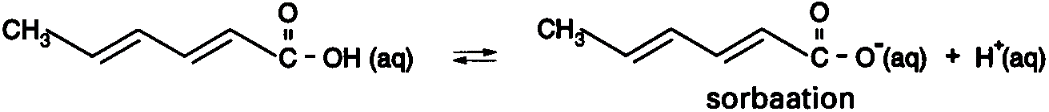 O O
CH₃ C - OH (aq) ⇌ CH₃ C - O⁻(aq) + H⁺(aq)
sorbaation